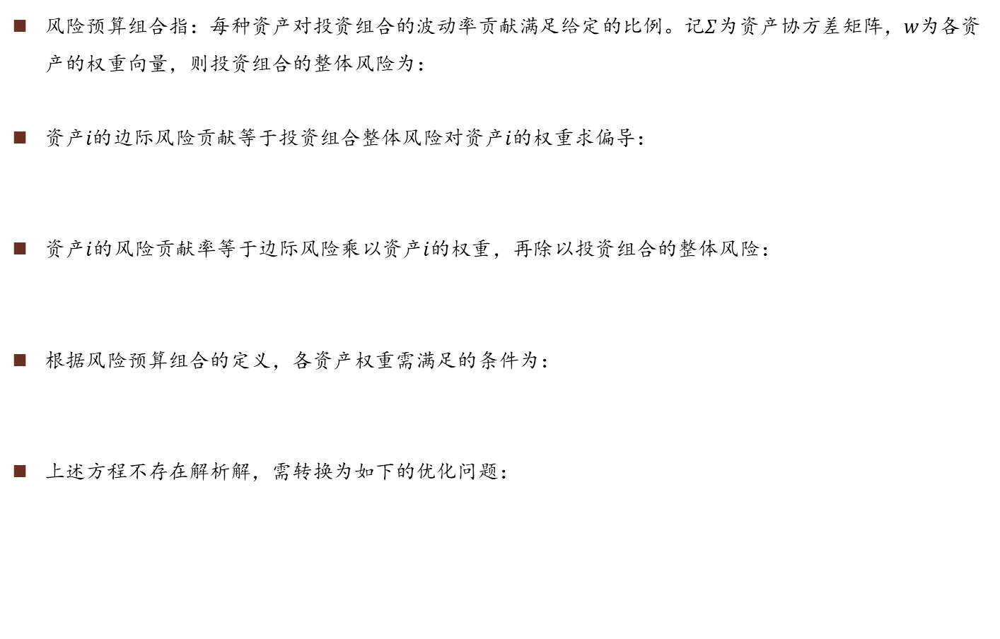 ■ 风险预算组合指：每种资产对投资组合的波动率贡献满足给定的比例。记Σ为资产协方差矩阵，w为各资
产的权重向量，则投资组合的整体风险为：
■ 资产i的边际风险贡献等于投资组合整体风险对资产i的权重求偏导：
■ 资产i的风险贡献率等于边际风险乘以资产i的权重，再除以投资组合的整体风险：
■ 根据风险预算组合的定义，各资产权重需满足的条件为：
■ 上述方程不存在解析解，需转换为如下的优化问题：